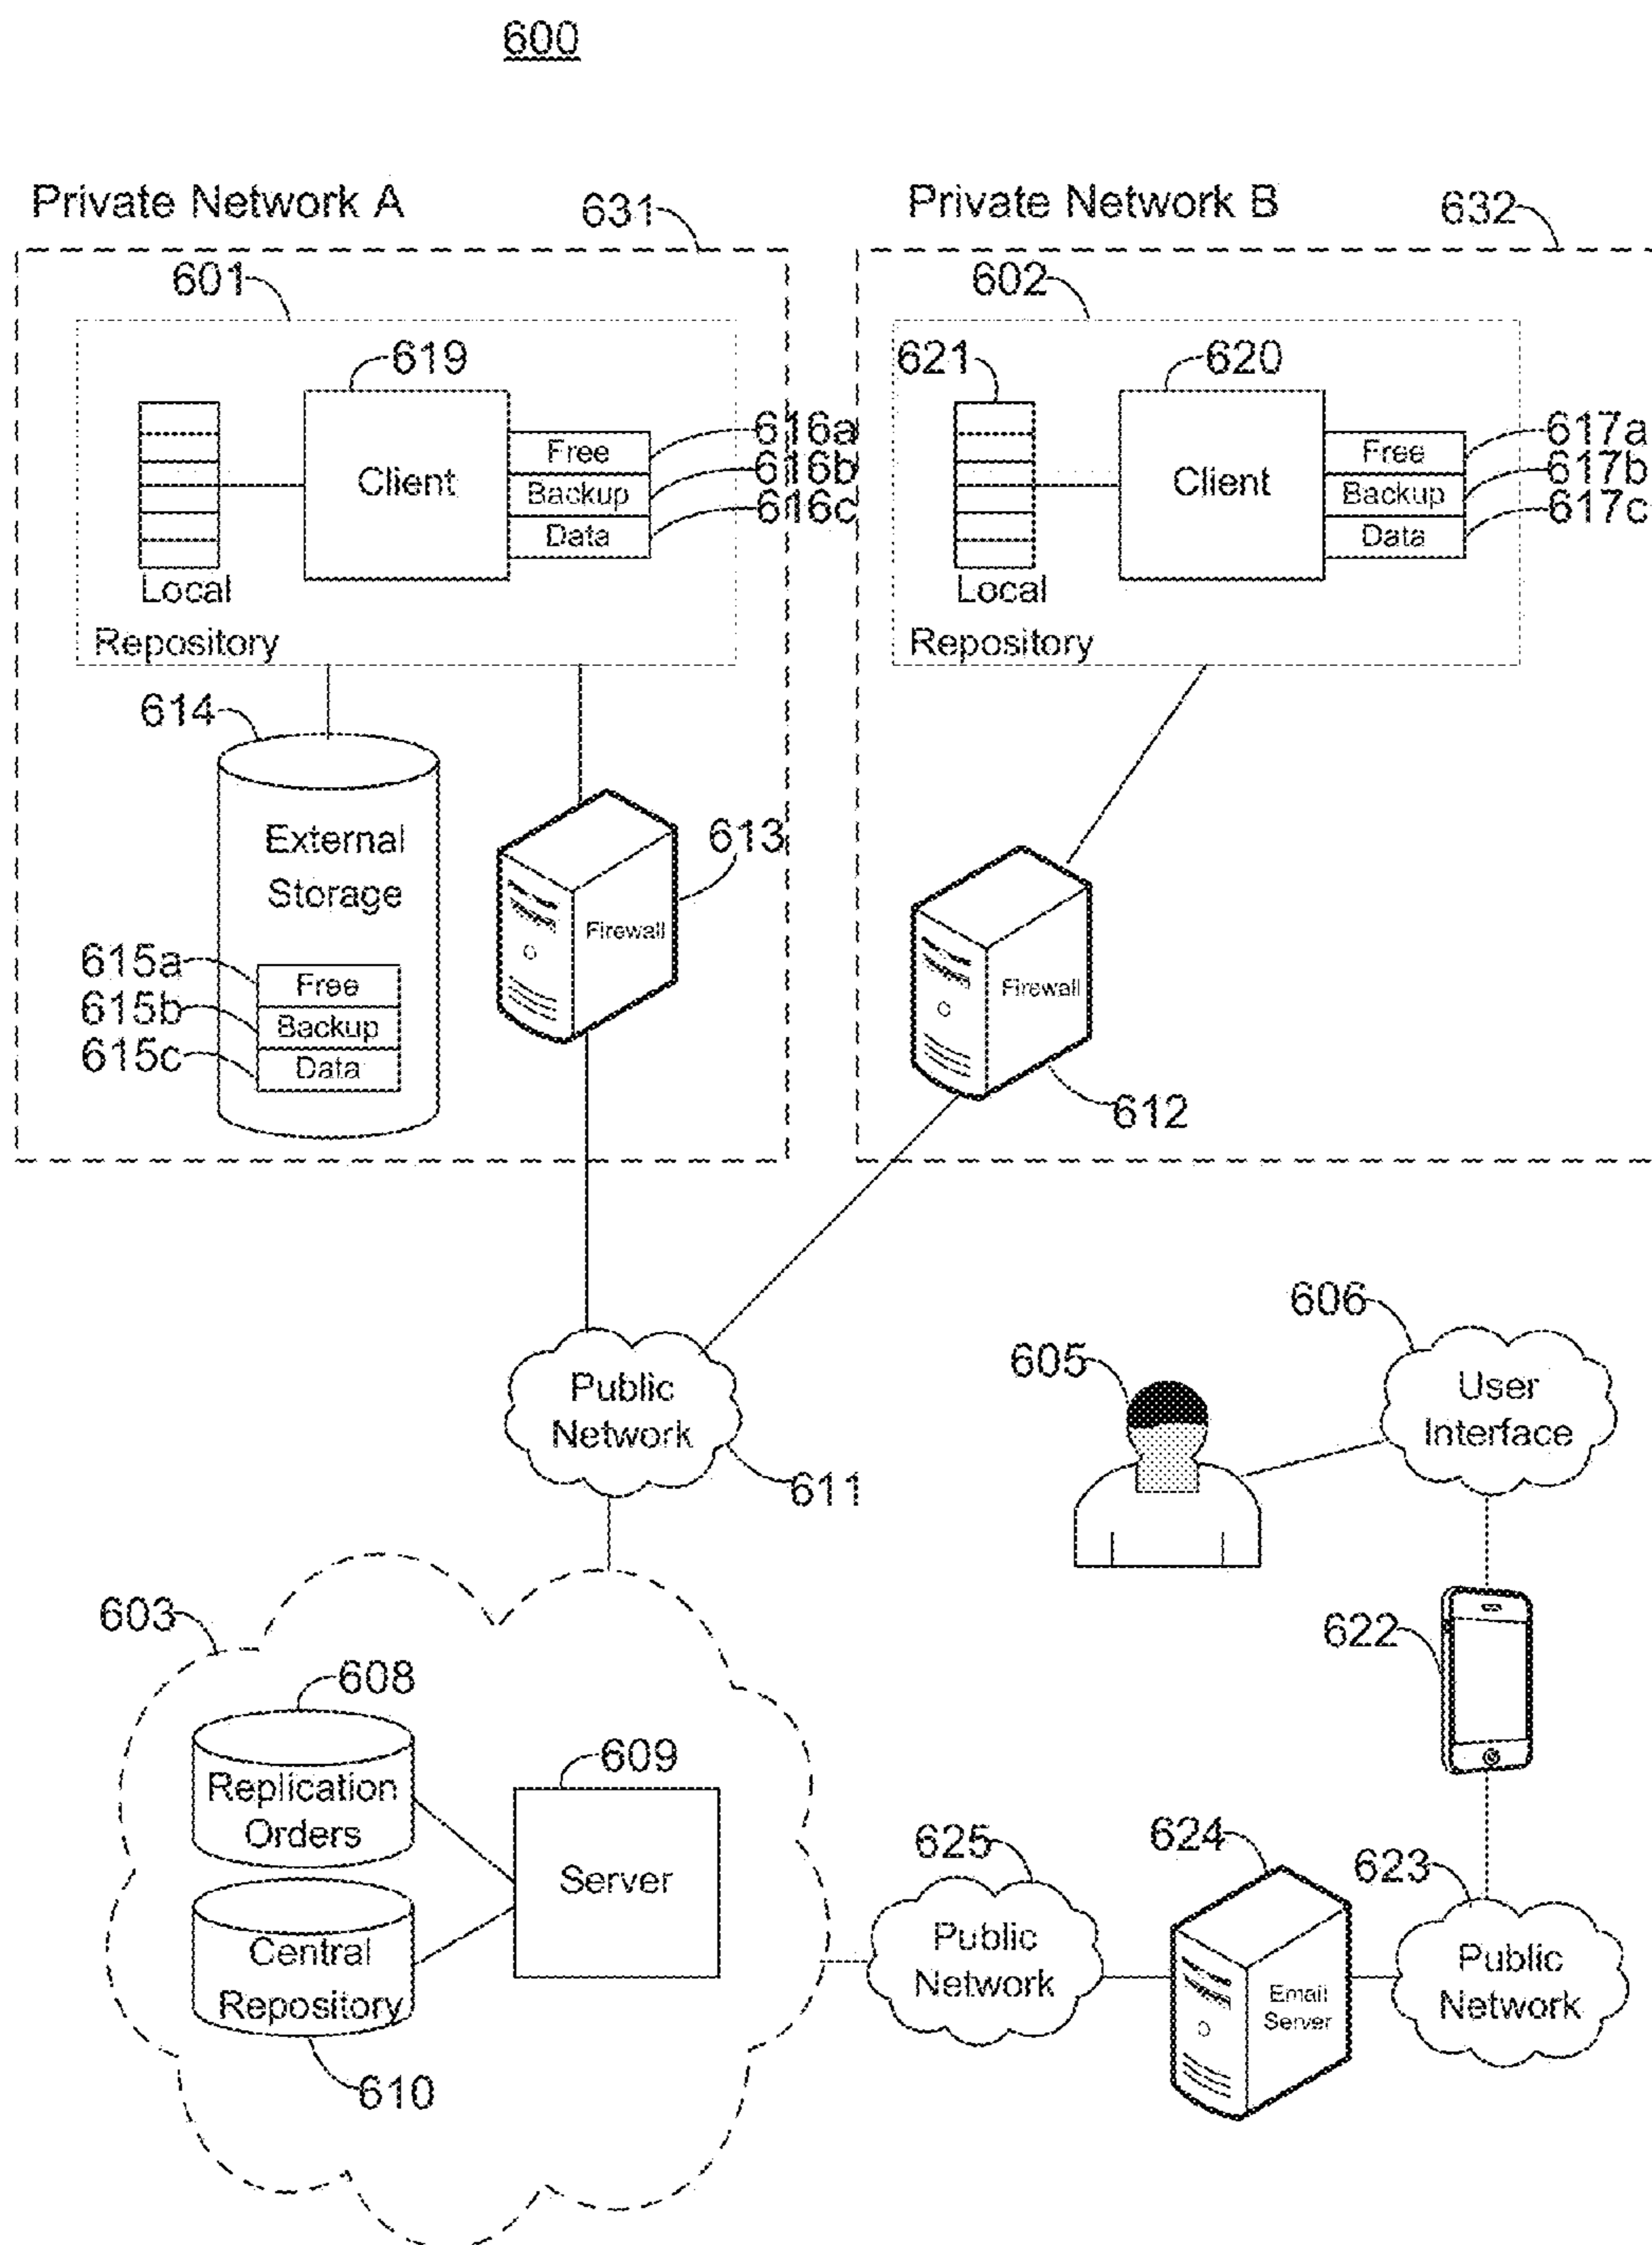 600
Private Network A
631
Private Network B
632
601
602
619
621
620
Client
Free
Backup
Data
616a
616b
616c
Client
Free
Backup
Data
617a
617b
617c
Local
Repository
Local
Repository
614
External
Storage
613
Firewall
615a
615b
615c
Free
Backup
Data
Firewall
612
606
605
User
Interface
Public
Network
611
603
622
608
Replication
Orders
609
Server
Central
Repository
610
625
Public
Network
624
Email
Server
623
Public
Network